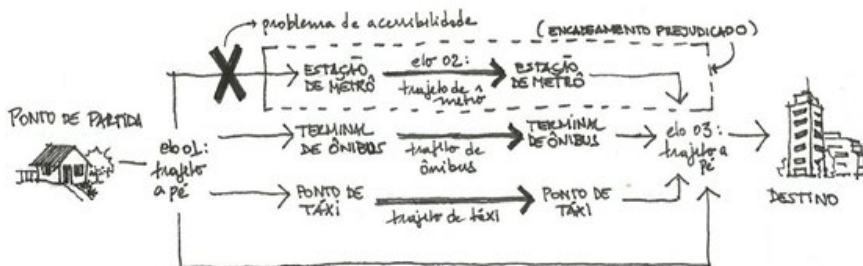 problema de acessibilidade
(ENCADEAMENTO PREJUDICADO)
ESTAÇÃO
DE METRÔ
elo 02:
trajeto de
metrô
ESTAÇÃO
DE METRÔ
PONTO DE PARTIDA
elo 01:
trajeto
a pé
TERMINAL
DE ÔNIBUS
trajeto de
ônibus
TERMINAL
DE ÔNIBUS
elo 03:
trajeto a
pé
PONTO DE
TÁXI
trajeto de táxi
PONTO DE
TÁXI
DESTINO